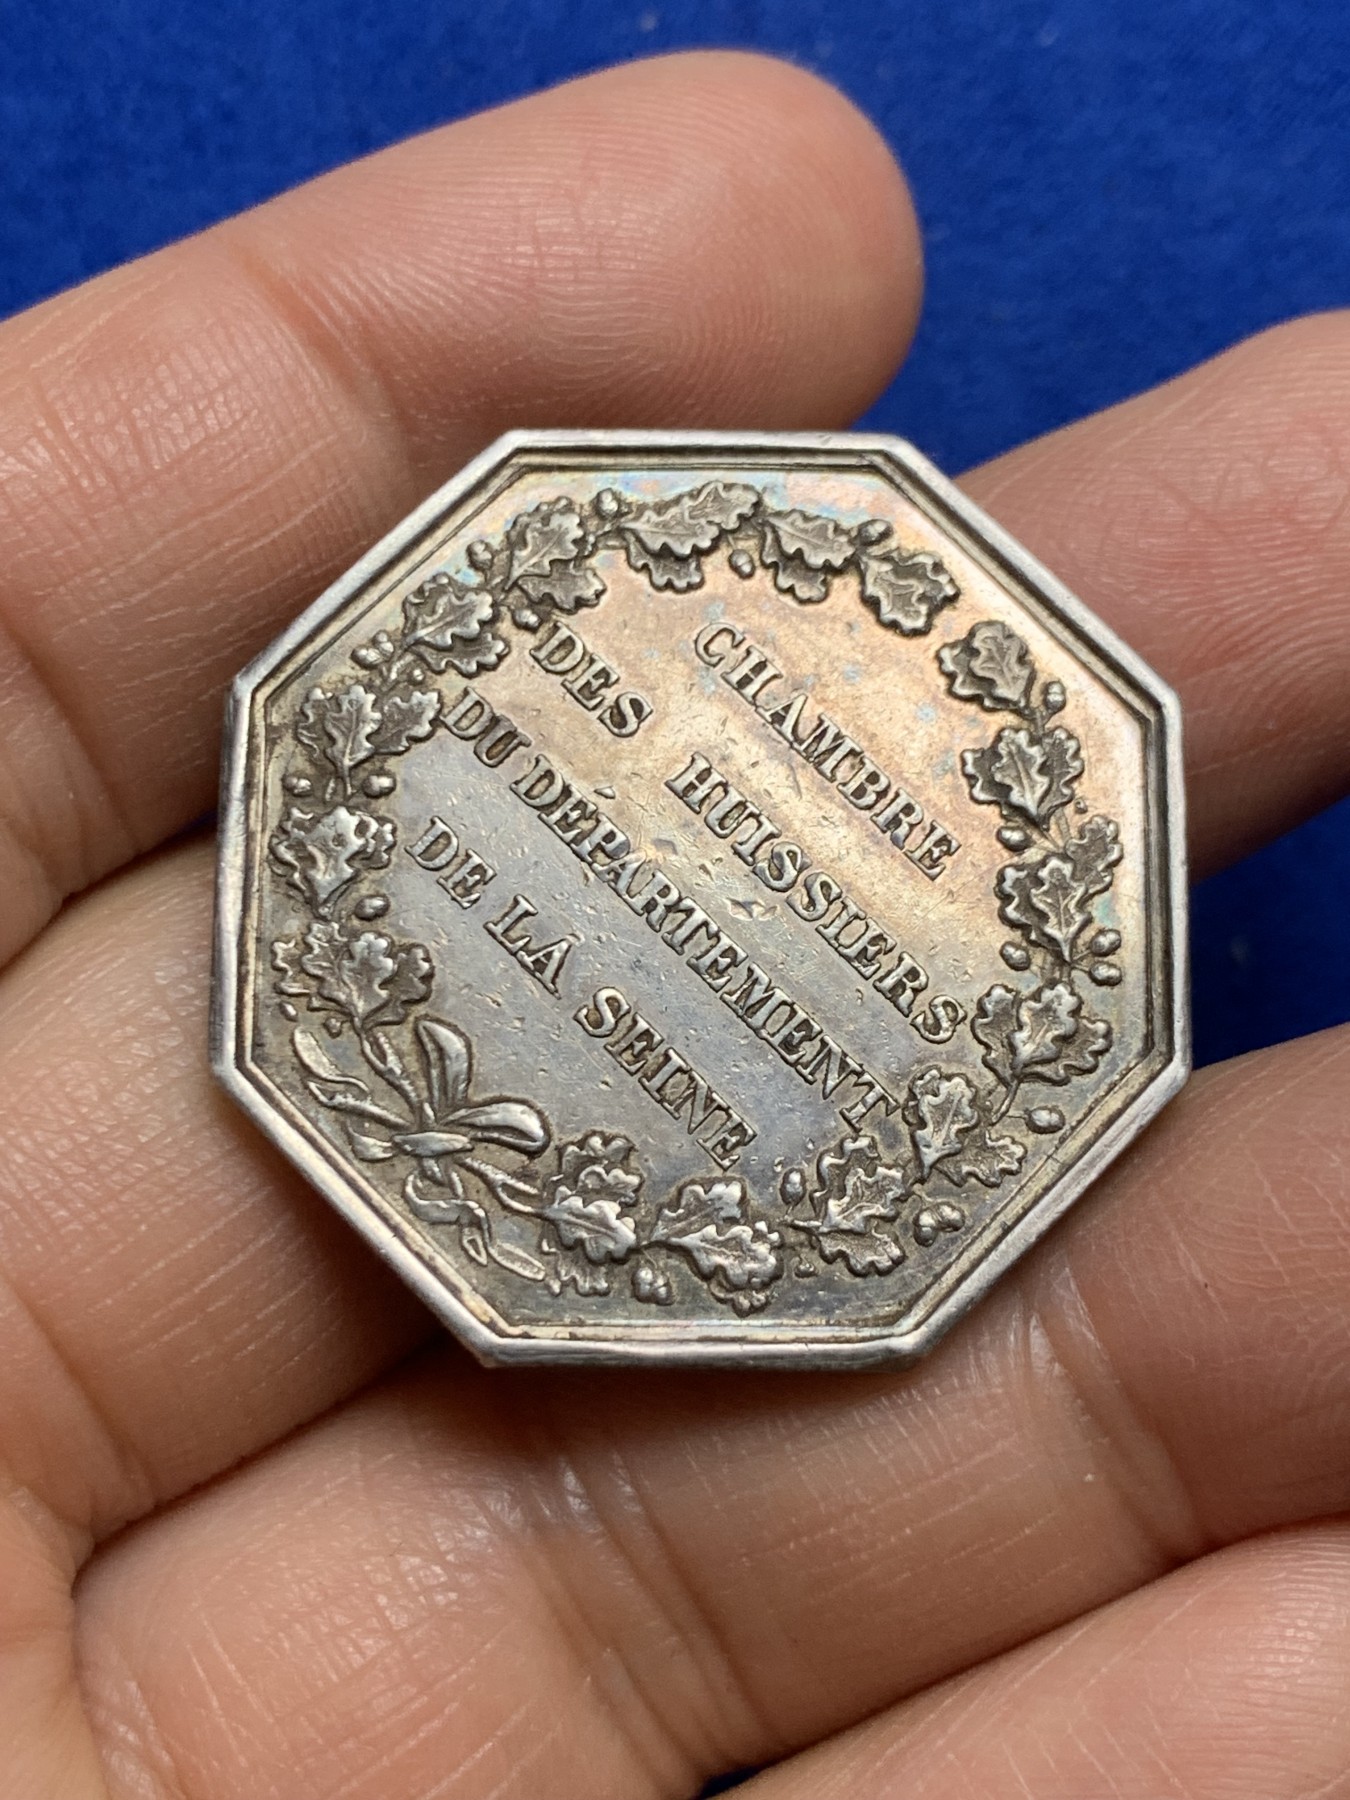 CHAMBRE
DES HUISSIERS
DU DÉPARTEMENT
DE LA SEINE